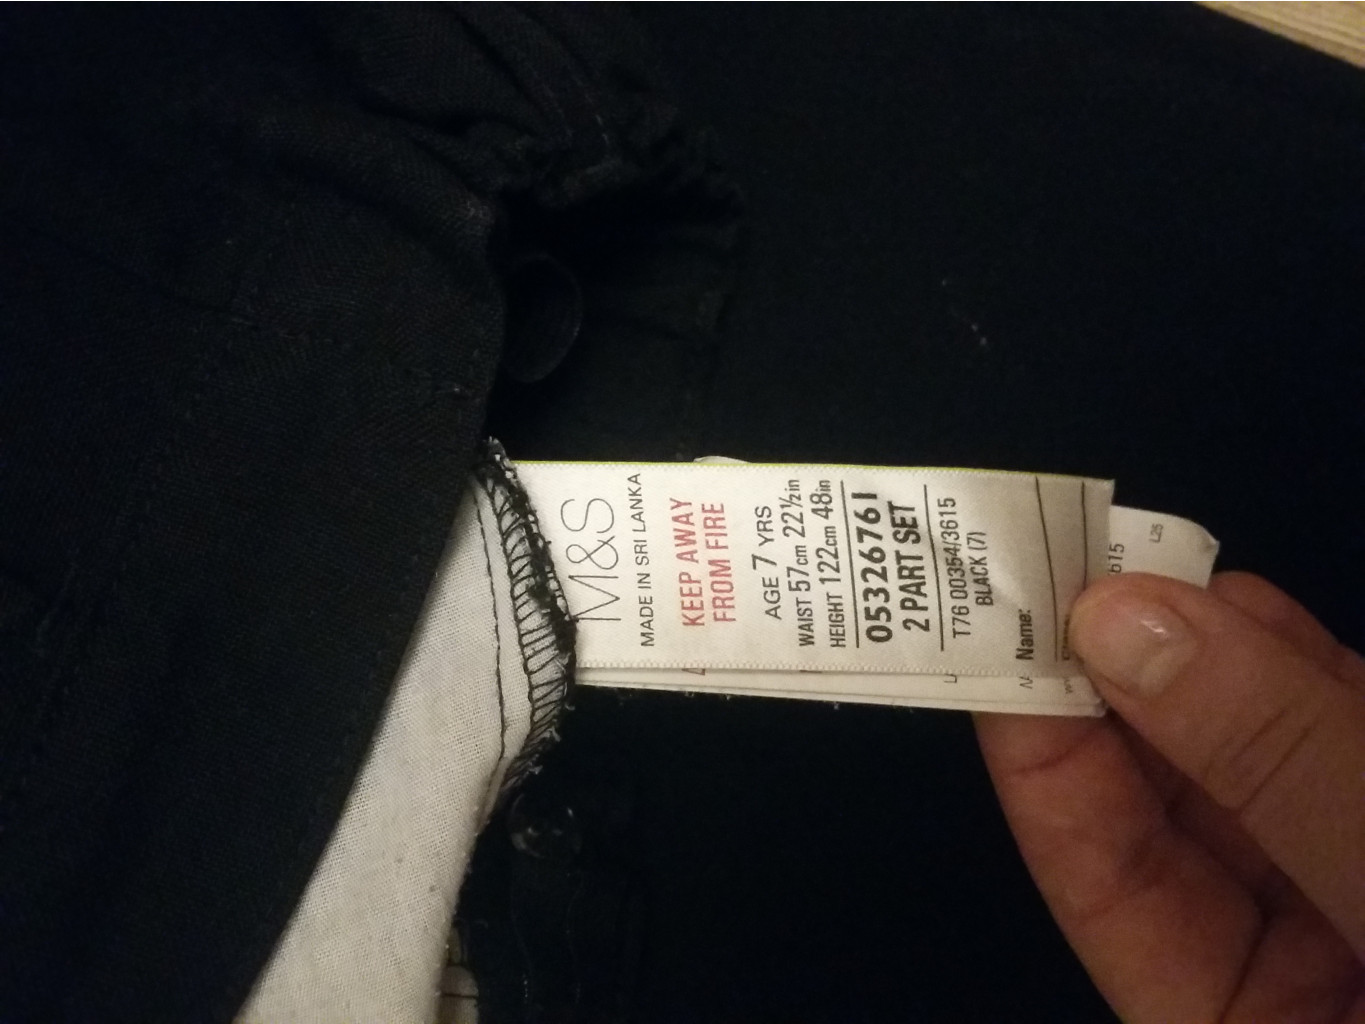 M&S
MADE IN SRI LANKA
KEEP AWAY
FROM FIRE
AGE 7 YRS
WAIST 57cm 22½in
HEIGHT 122cm 48in
05326761
2 PART SET
T76 00354/3615
BLACK (7)
Name:
L25